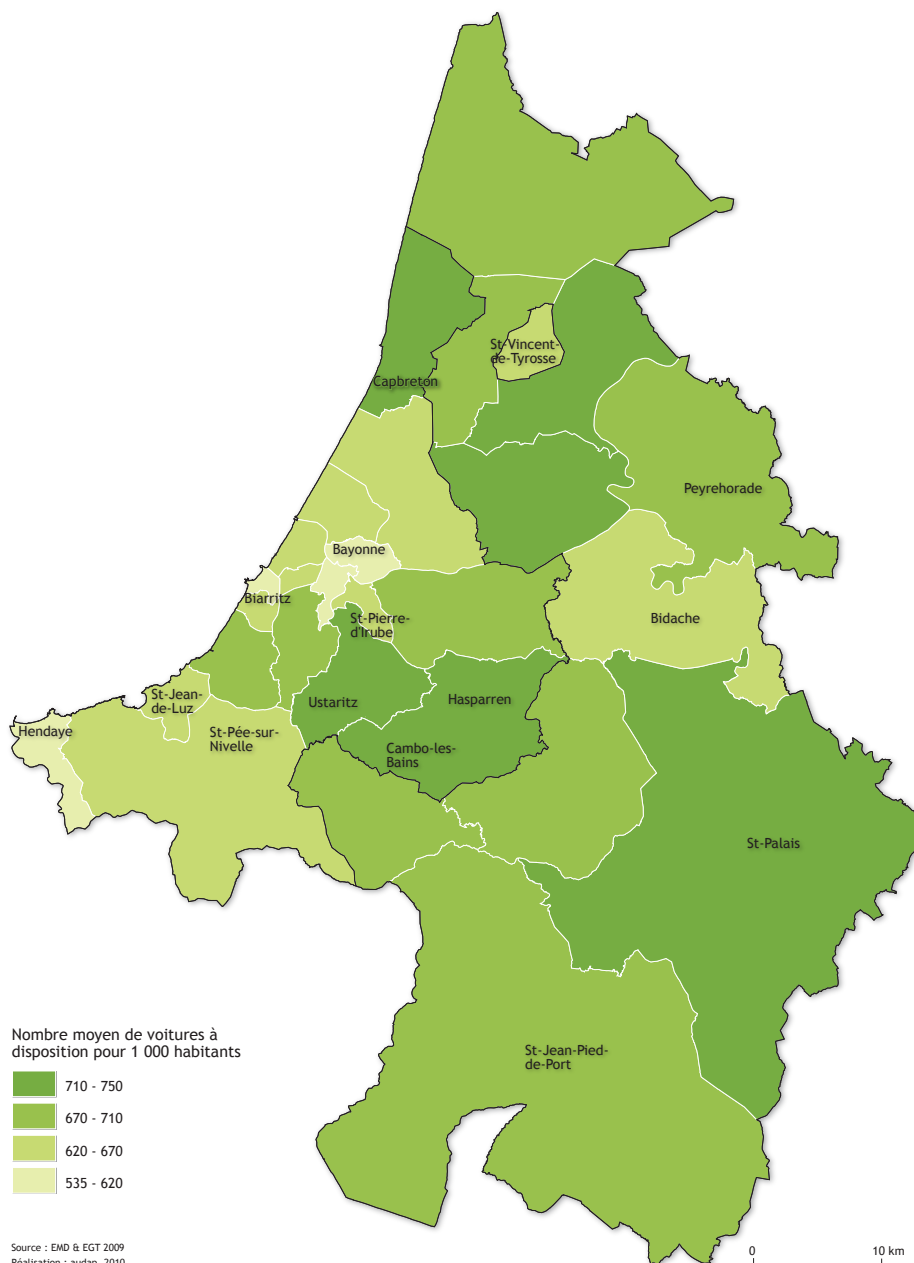 St-Vincent-
de-Tyrosse
Capbreton
Peyrehorade
Bayonne
Biarritz
St-Pierre-
d'Irube
Bidache
St-Jean-
de-Luz
Ustaritz
Hasparren
Hendaye
St-Pée-sur-
Nivelle
Cambo-les-
Bains
St-Palais
St-Jean-Pied-
de-Port
Nombre moyen de voitures à
disposition pour 1 000 habitants
710 - 750
670 - 710
620 - 670
535 - 620
Source : EMD & EGT 2009
Réalisation : audap, 2010
0 10 km